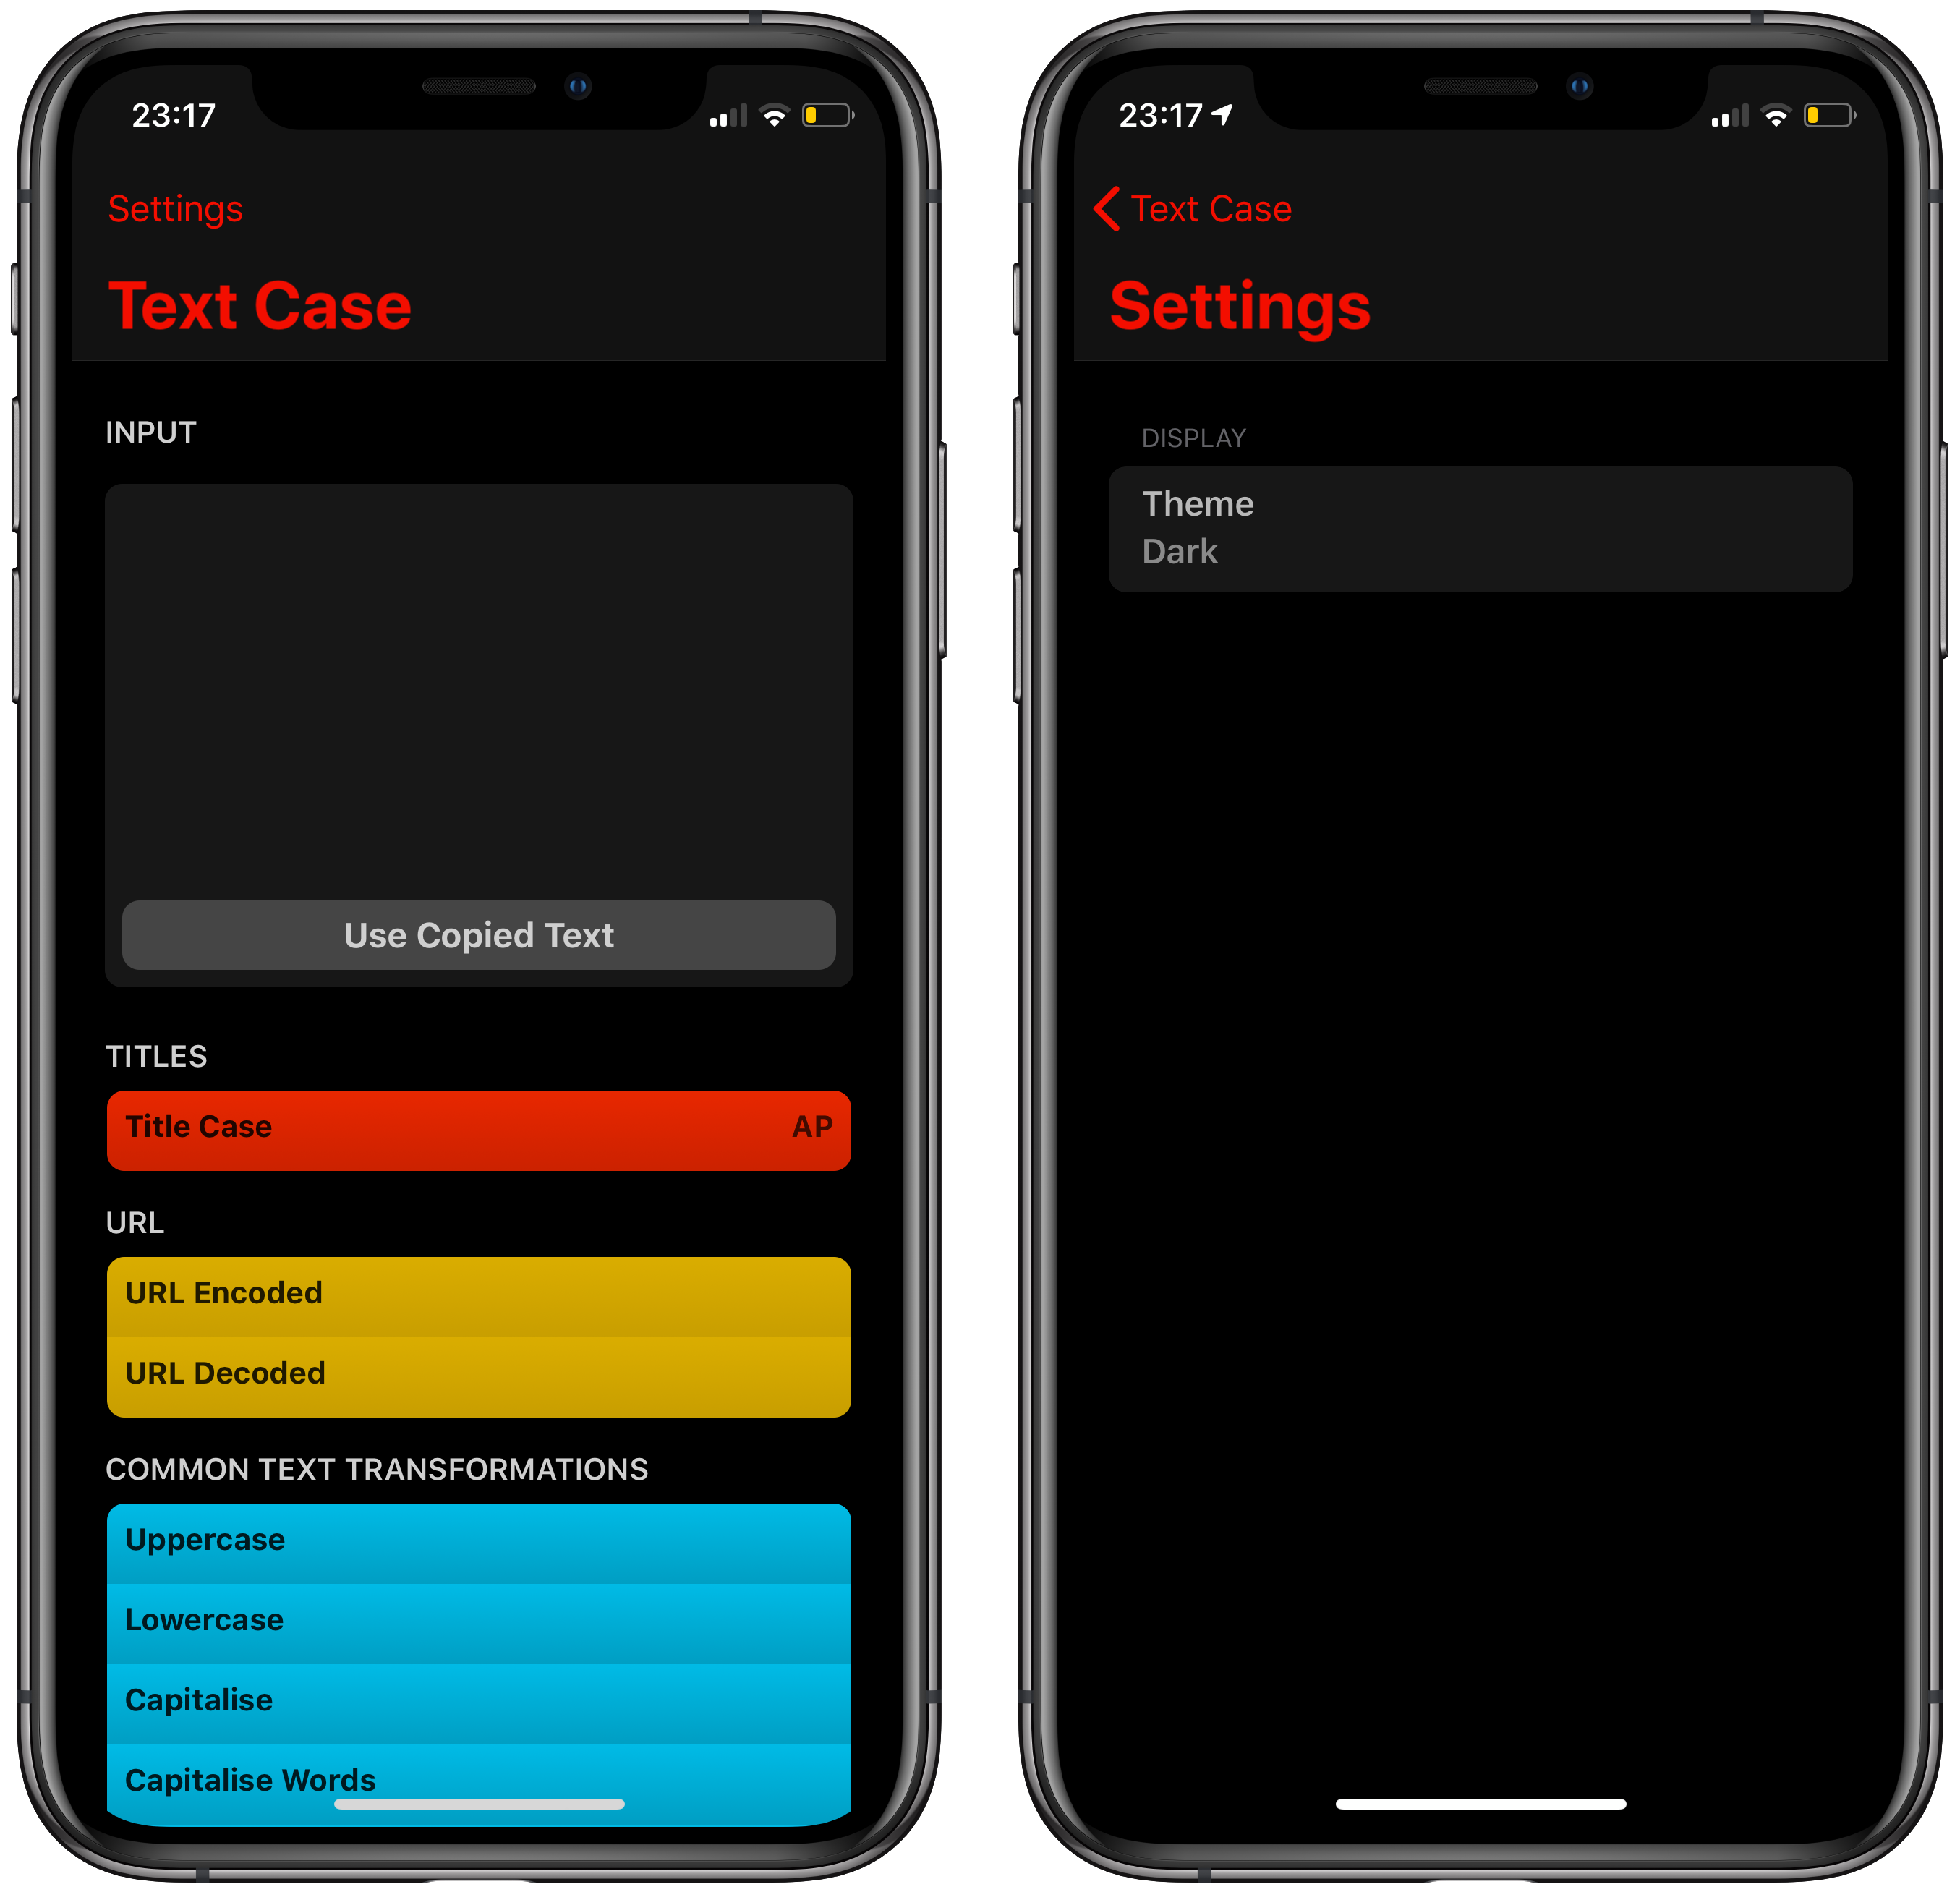 23:17
Settings
Text Case
INPUT
Use Copied Text
TITLES
Title Case AP
URL
URL Encoded
URL Decoded
COMMON TEXT TRANSFORMATIONS
Uppercase
Lowercase
Capitalise
Capitalise Words
23:17
Text Case
Settings
DISPLAY
Theme
Dark